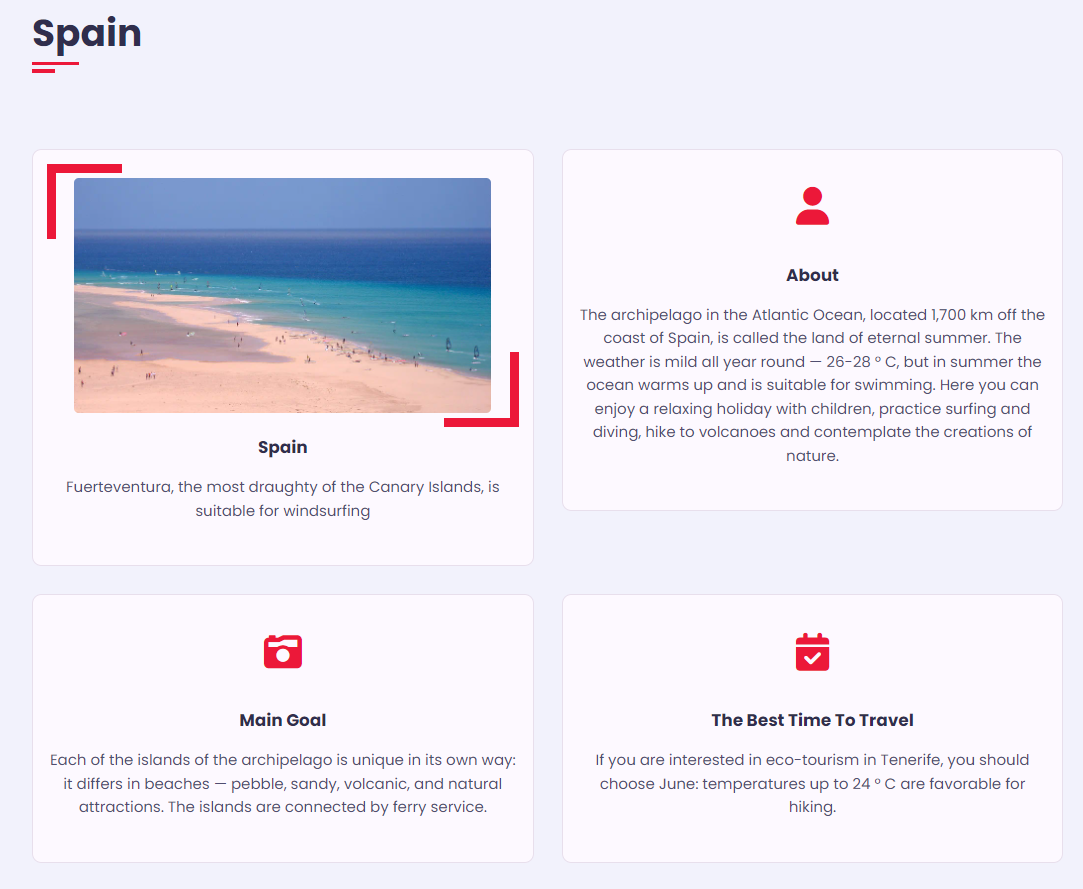 Spain
Spain
Fuerteventura, the most draughty of the Canary Islands, is
suitable for windsurfing
About
The archipelago in the Atlantic Ocean, located 1,700 km off the
coast of Spain, is called the land of eternal summer. The
weather is mild all year round — 26-28 ° C, but in summer the
ocean warms up and is suitable for swimming. Here you can
enjoy a relaxing holiday with children, practice surfing and
diving, hike to volcanoes and contemplate the creations of
nature.
Main Goal
Each of the islands of the archipelago is unique in its own way:
it differs in beaches — pebble, sandy, volcanic, and natural
attractions. The islands are connected by ferry service.
The Best Time To Travel
If you are interested in eco-tourism in Tenerife, you should
choose June: temperatures up to 24 ° C are favorable for
hiking.